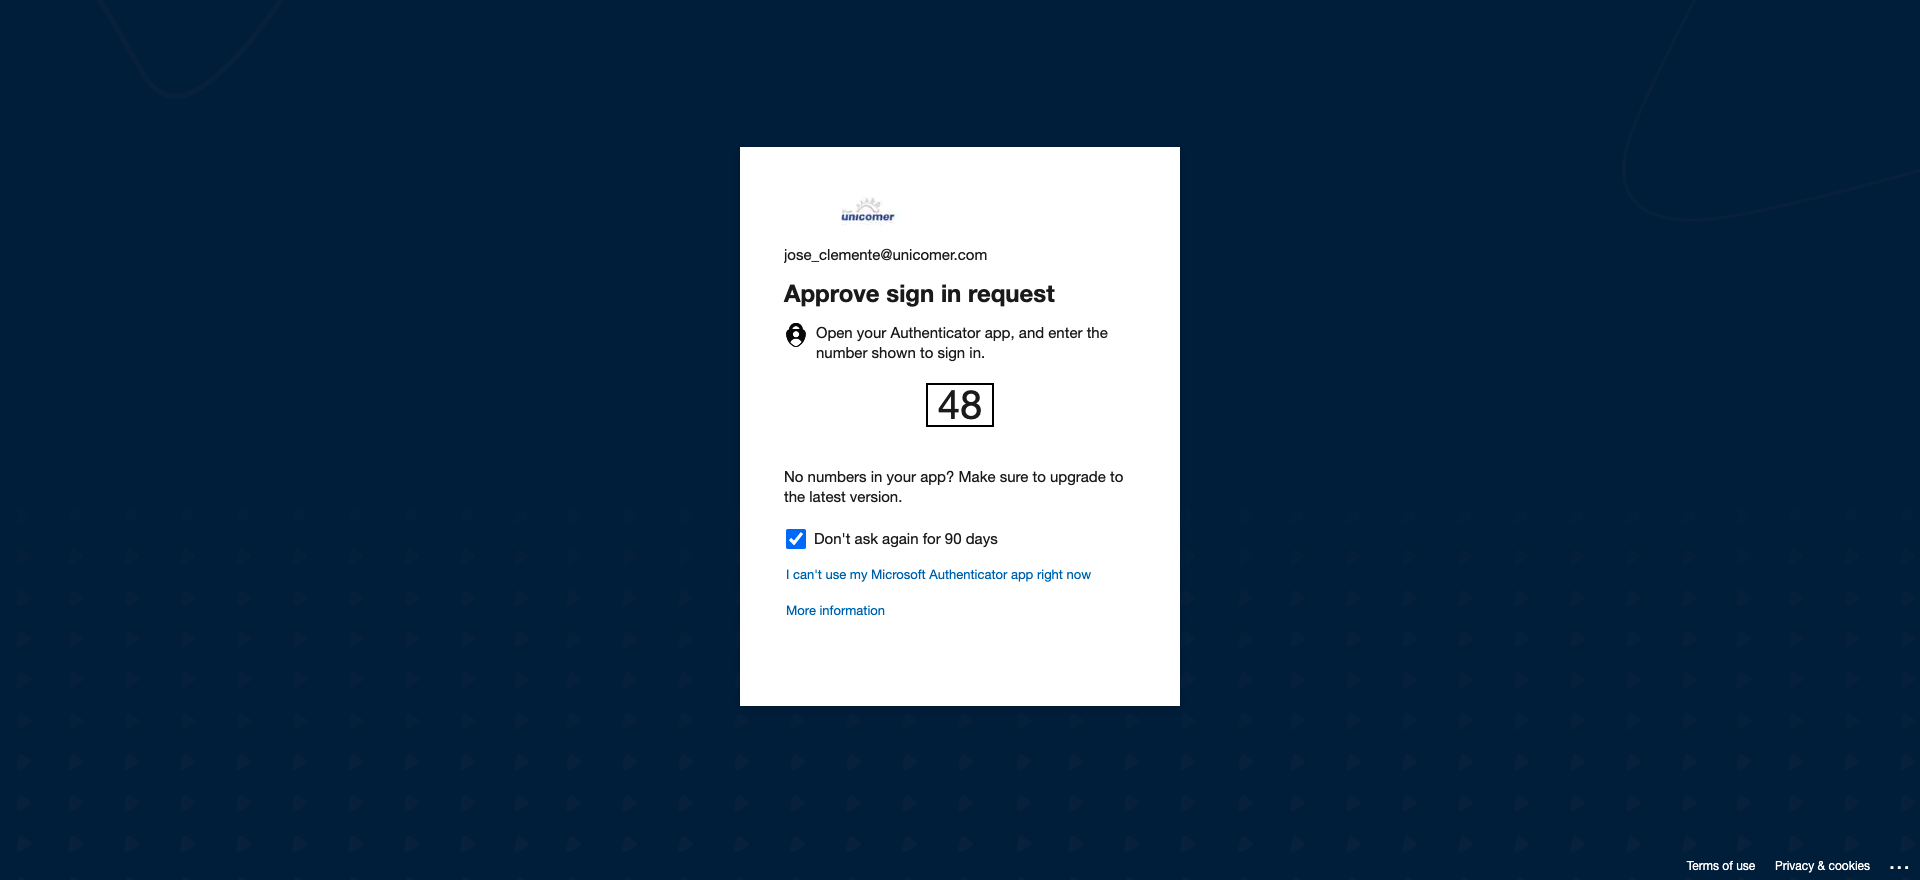 unicomer
jose_clemente@unicomer.com
Approve sign in request
Open your Authenticator app, and enter the
number shown to sign in.
48
No numbers in your app? Make sure to upgrade to
the latest version.
Don't ask again for 90 days
I can't use my Microsoft Authenticator app right now
More information
Terms of use Privacy & cookies ...